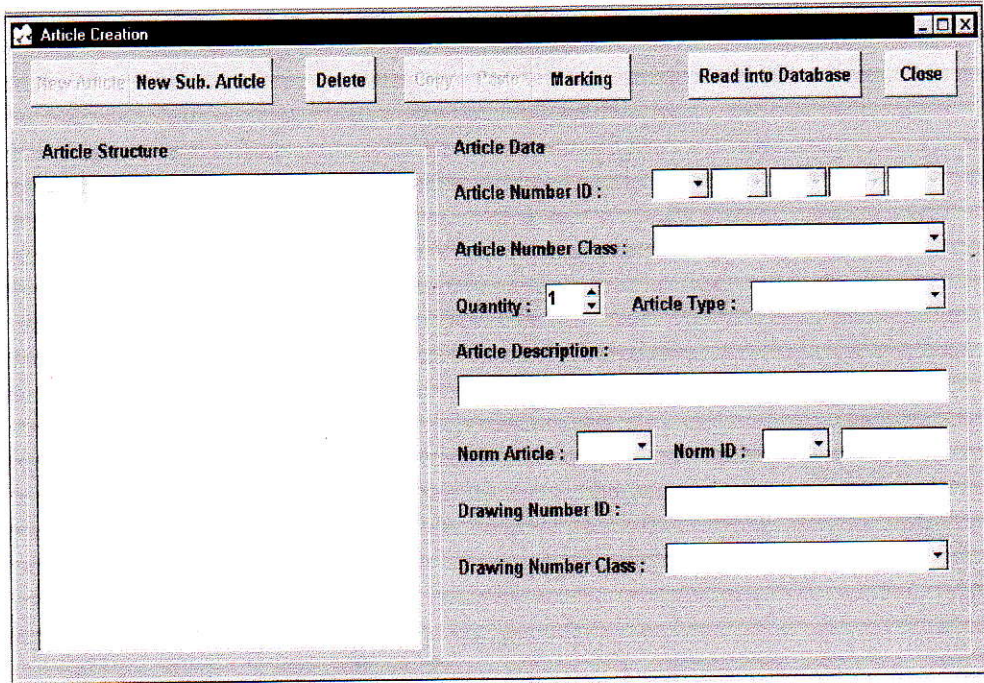 Article Creation
New Article New Sub. Article Delete Copy Paste Marking Read into Database Close
Article Structure
Article Data
Article Number ID :
Article Number Class :
Quantity : 1 Article Type :
Article Description :
Norm Article : Norm ID :
Drawing Number ID :
Drawing Number Class :